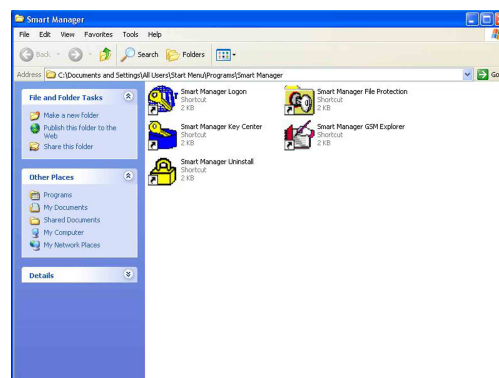 Smart Manager
File Edit View Favorites Tools Help
Back Search Folders
Address C:\Documents and Settings\All Users\Start Menu\Programs\Smart Manager Go
File and Folder Tasks
Make a new folder
Publish this folder to the
Web
Share this folder
Other Places
Programs
My Documents
Shared Documents
My Computer
My Network Places
Details
Smart Manager Logon
Shortcut
2 KB
Smart Manager File Protection
Shortcut
2 KB
Smart Manager Key Center
Shortcut
2 KB
Smart Manager GSM Explorer
Shortcut
2 KB
Smart Manager Uninstall
Shortcut
2 KB